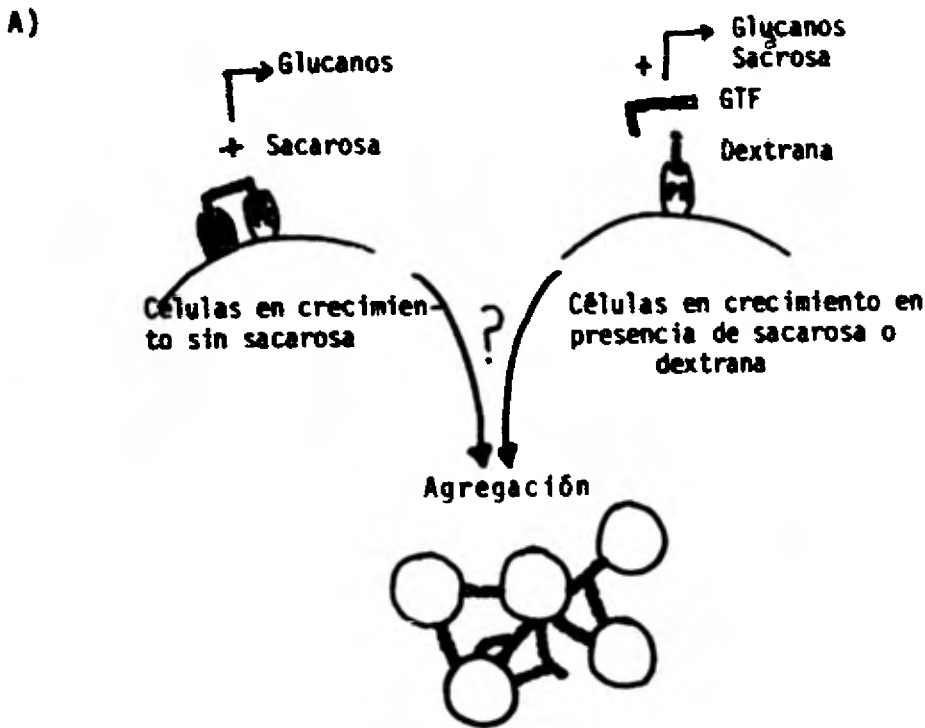 A)
Glucanos
+ Sacarosa
Células en crecimien-
to sin sacarosa
Glucanos
+ Sacrosa
a
GTF
Dextrana
Células en crecimiento en
presencia de sacarosa o
dextrana
?
Agregación